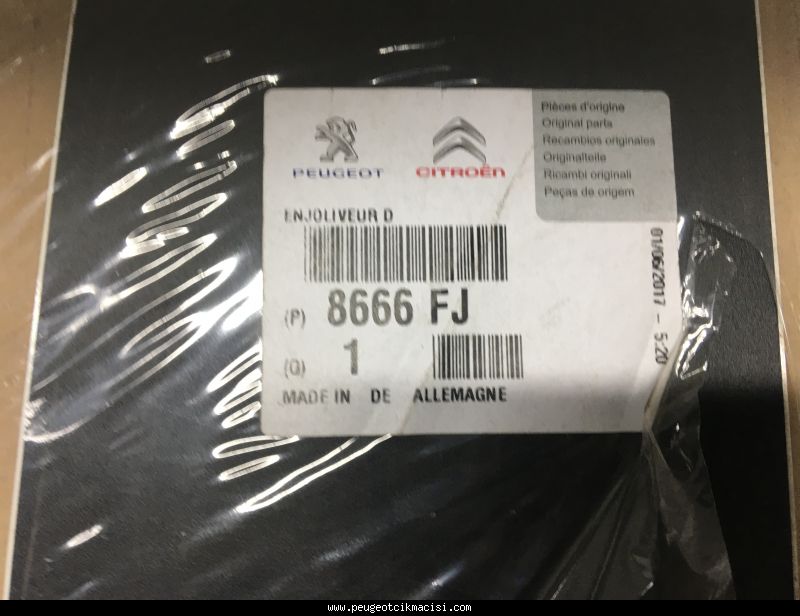 PEUGEOT
CITROËN
Pièces d'origine
Original parts
Recambios originales
Originalteile
Ricambi originali
Peças de origem
ENJOLIVEUR D
(P) 8666 FJ
(Q) 1
MADE IN DE ALLEMAGNE
01/06/2017 - 5:20
www.peugeotcikmacisi.com